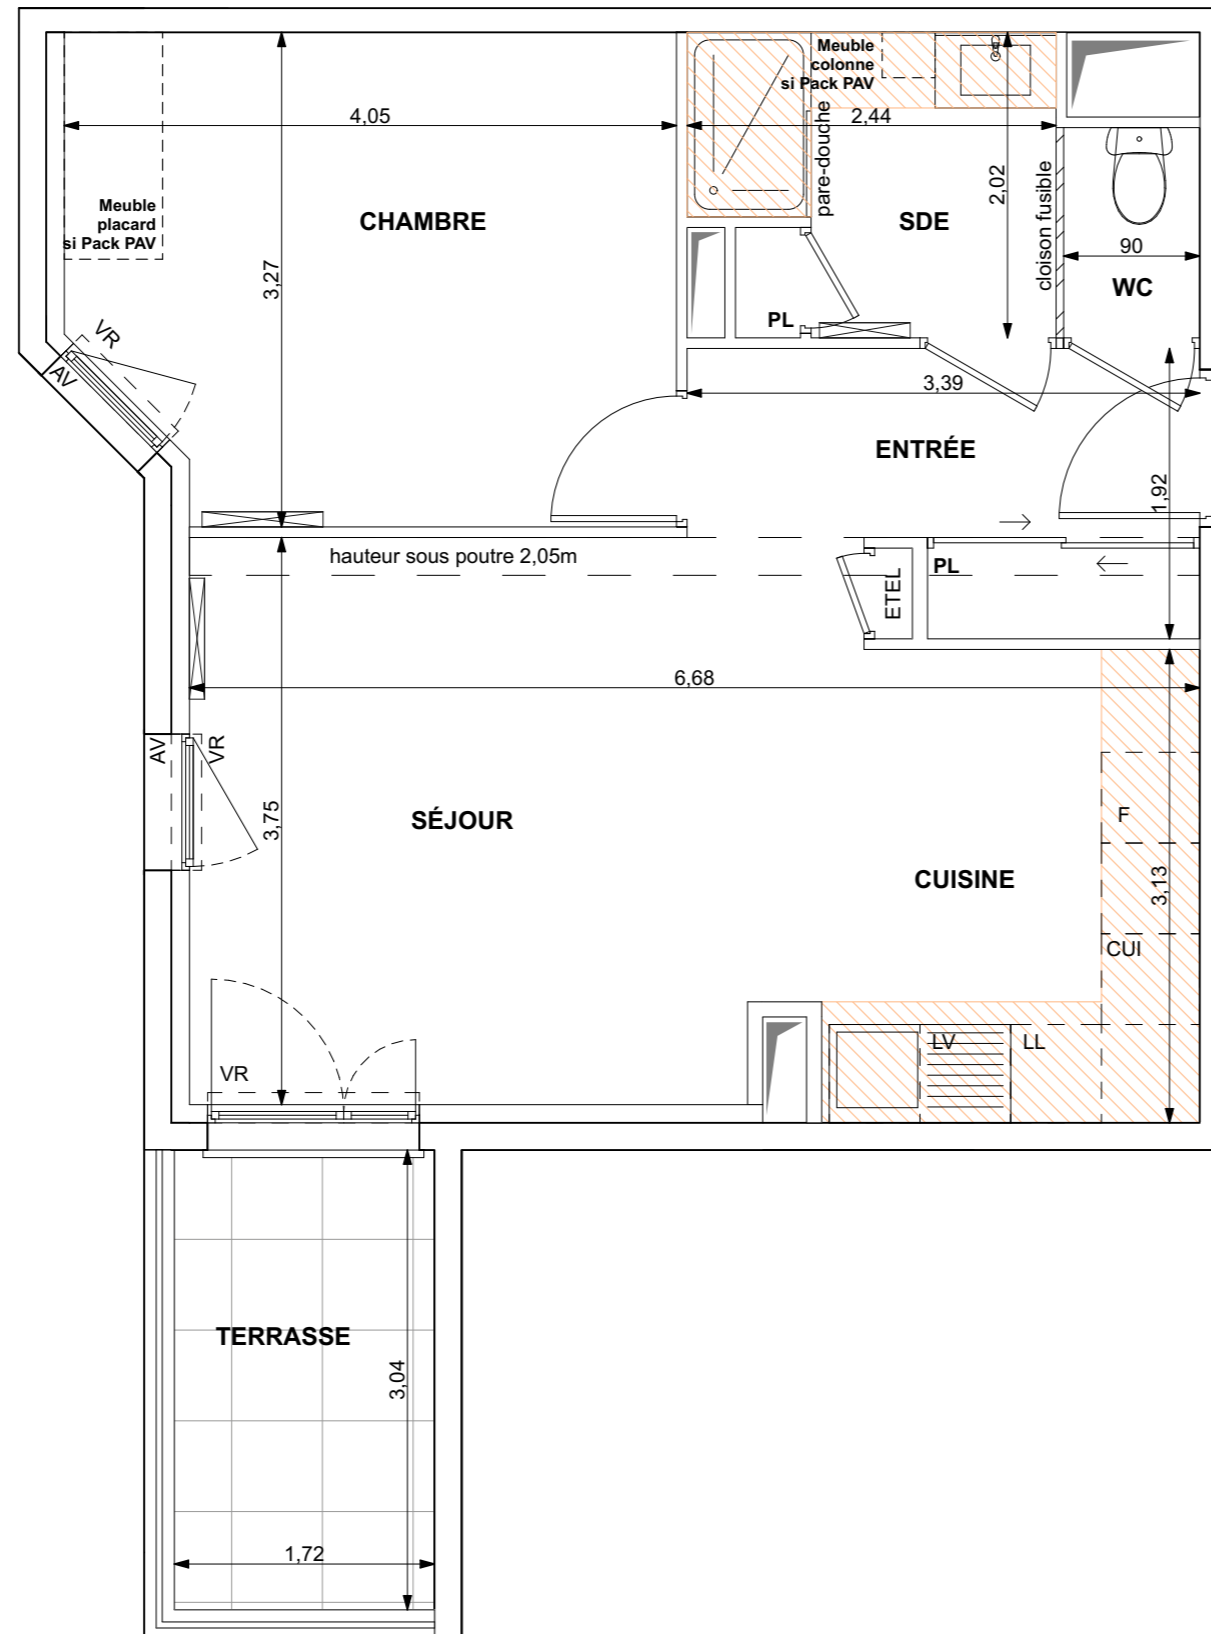 Meuble
colonne
si Pack PAV
4,05
2,44
pare-douche
2,02
cloison fusible
Meuble
placard
si Pack PAV
CHAMBRE
SDE
90
WC
3,27
PL
VR
AV
3,39
ENTRÉE
1,92
hauteur sous poutre 2,05m
ETEL
PL
6,68
AV
VR
3,75
SÉJOUR
F
CUISINE
3,13
CUI
LV
LL
VR
TERRASSE
3,04
1,72